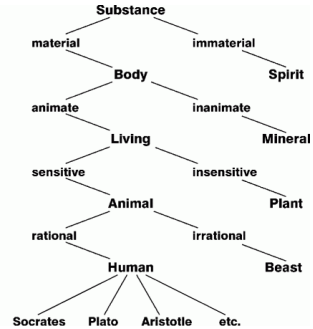 Substance
material immaterial
Body Spirit
animate inanimate
Living Mineral
sensitive insensitive
Animal Plant
rational irrational
Human Beast
Socrates Plato Aristotle etc.